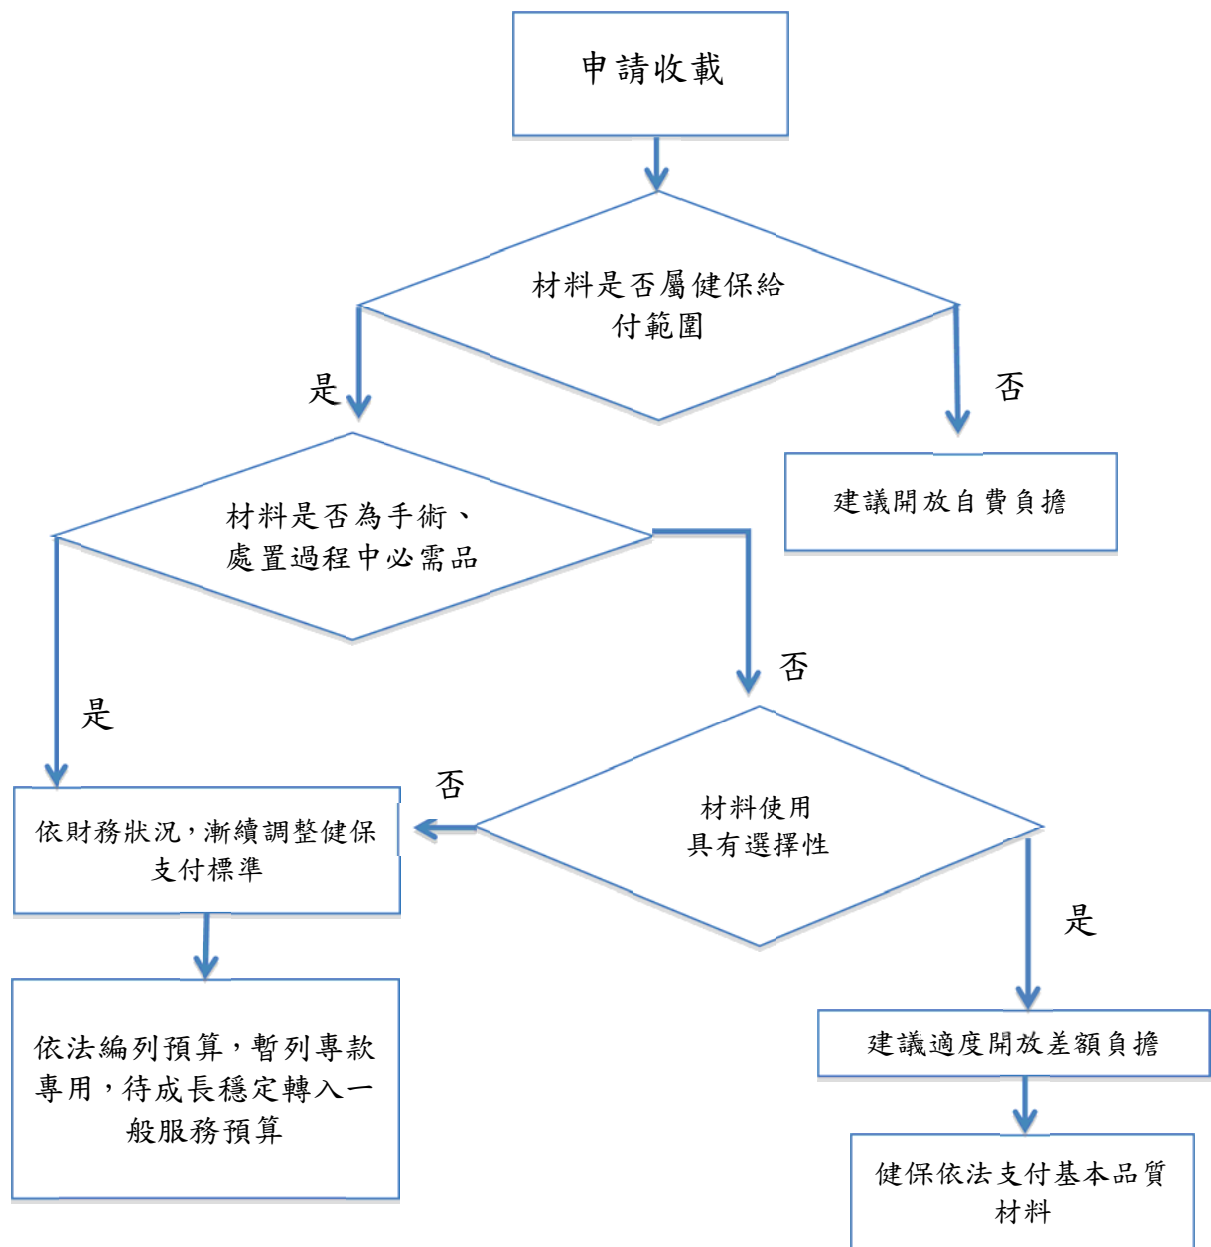 申請收載
材料是否屬健保給
付範圍
是
否
材料是否為手術、
處置過程中必需品
建議開放自費負擔
是
否
依財務狀況，漸續調整健保
支付標準
否
材料使用
具有選擇性
是
依法編列預算，暫列專款
專用，待成長穩定轉入一
般服務預算
建議適度開放差額負擔
健保依法支付基本品質
材料